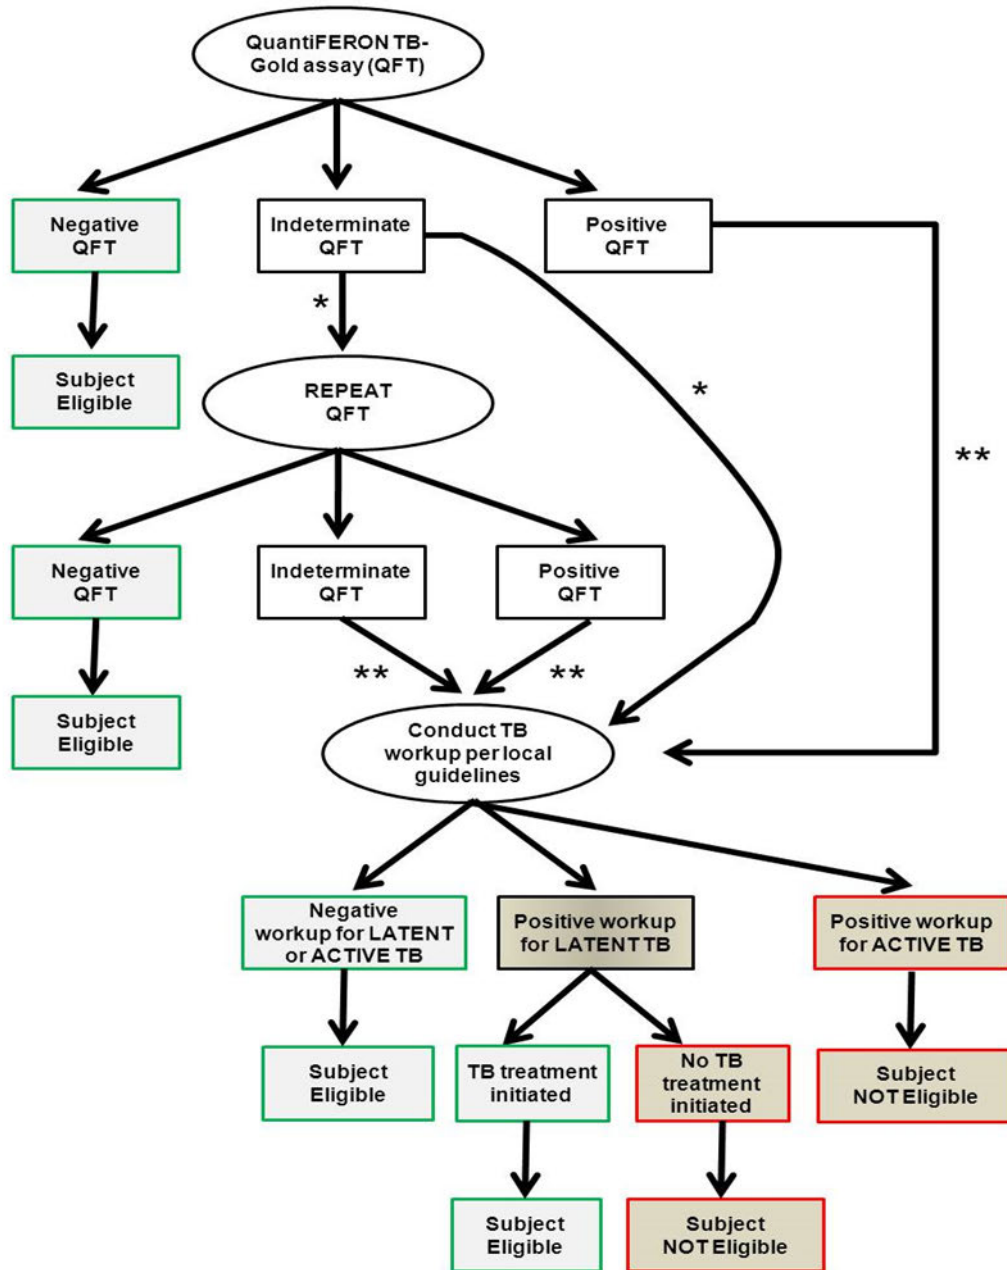 QuantiFERON TB-
Gold assay (QFT)
Negative
QFT
Indeterminate
QFT
Positive
QFT
*
Subject
Eligible
REPEAT
QFT
*
**
Negative
QFT
Indeterminate
QFT
Positive
QFT
**
**
Subject
Eligible
Conduct TB
workup per local
guidelines
Negative
workup for LATENT
or ACTIVE TB
Positive workup
for LATENT TB
Positive workup
for ACTIVE TB
Subject
Eligible
TB treatment
initiated
No TB
treatment
initiated
Subject
NOT Eligible
Subject
Eligible
Subject
NOT Eligible